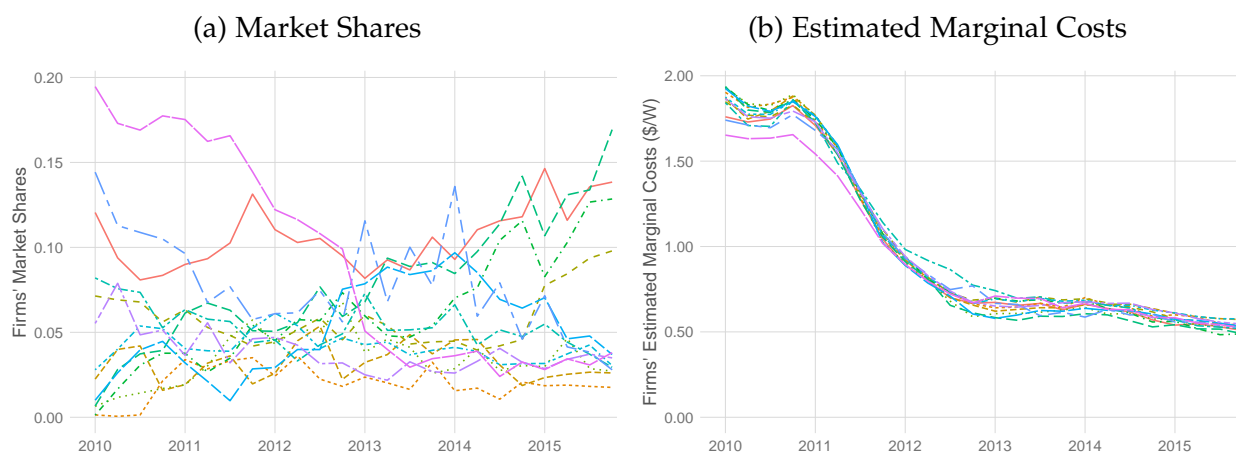 (a) Market Shares
Firms' Market Shares
0.20
0.15
0.10
0.05
0.00
2010 2011 2012 2013 2014 2015
(b) Estimated Marginal Costs
Firms' Estimated Marginal Costs ($/W)
2.00
1.50
1.00
0.50
0.00
2010 2011 2012 2013 2014 2015